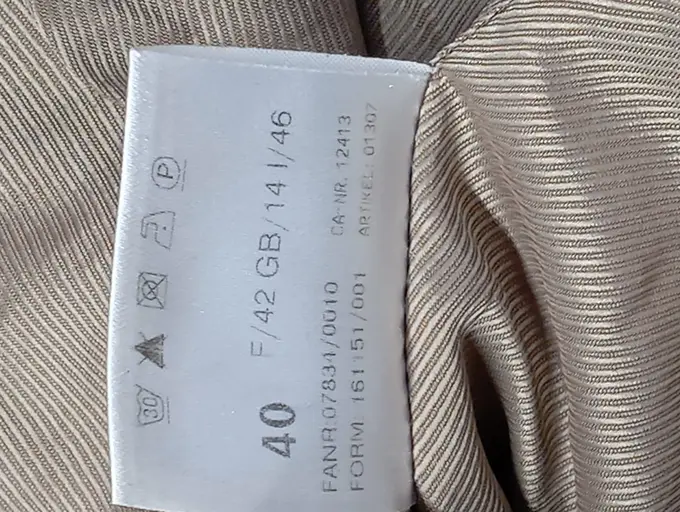 30 P
40 F/42 GB/14 I/46
FANR:07834/0010 CA-NR. 12413
FORM: 161151/001 ARTIKEL: 01307